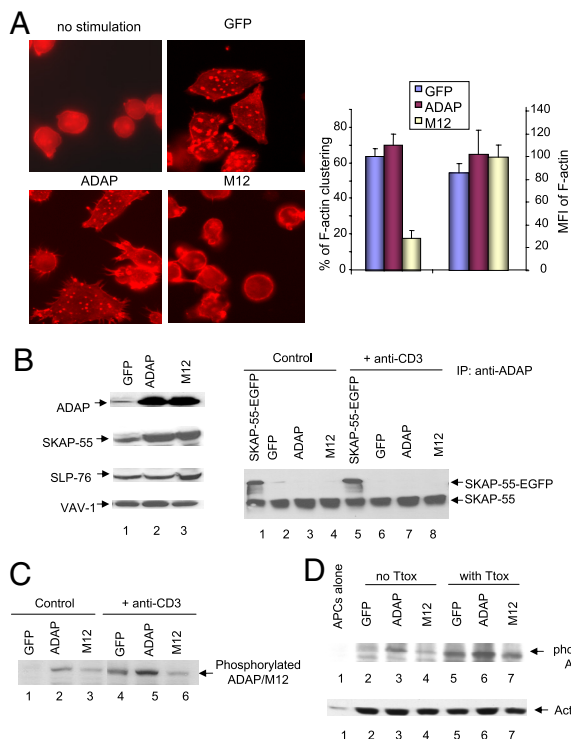 A
no stimulation
GFP
ADAP
M12
GFP
ADAP
M12
% of F-actin clustering
80
60
40
20
0
140
120
100
80
60
40
20
0
MFI of F-actin
B
GFP
ADAP
M12
ADAP
SKAP-55
SLP-76
VAV-1
1 2 3
Control
+ anti-CD3
IP: anti-ADAP
SKAP-55-EGFP
GFP
ADAP
M12
SKAP-55-EGFP
GFP
ADAP
M12
SKAP-55-EGFP
SKAP-55
1 2 3 4 5 6 7 8
C
Control
+ anti-CD3
GFP
ADAP
M12
GFP
ADAP
M12
Phosphorylated
ADAP/M12
1 2 3 4 5 6
D
APCs alone
no Ttox
with Ttox
GFP
ADAP
M12
GFP
ADAP
M12
pho
A
1 2 3 4 5 6 7
Act
1 2 3 4 5 6 7